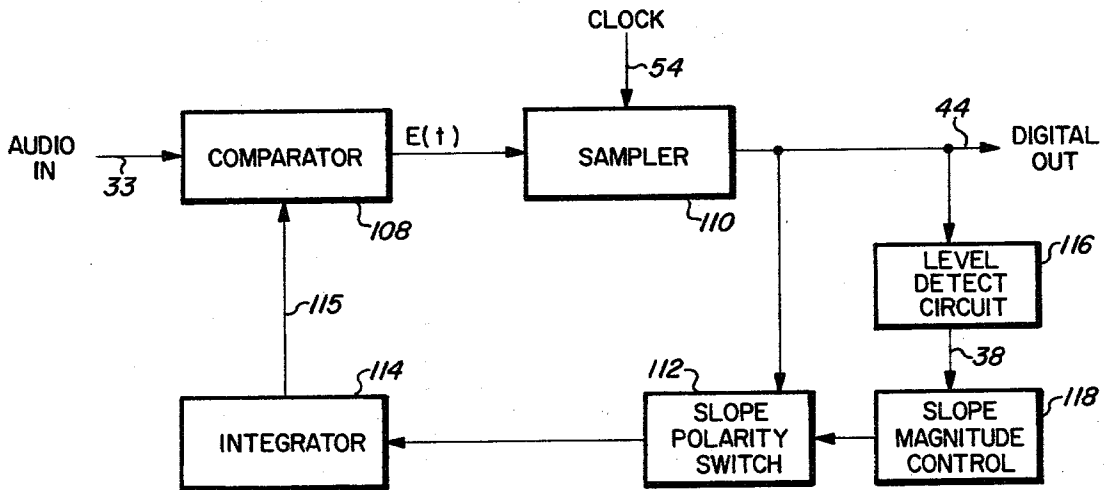 CLOCK
54
AUDIO
IN
33
COMPARATOR
108
E(t)
SAMPLER
110
44
DIGITAL
OUT
LEVEL
DETECT
CIRCUIT
116
38
115
114
INTEGRATOR
112
SLOPE
POLARITY
SWITCH
SLOPE
MAGNITUDE
CONTROL
118